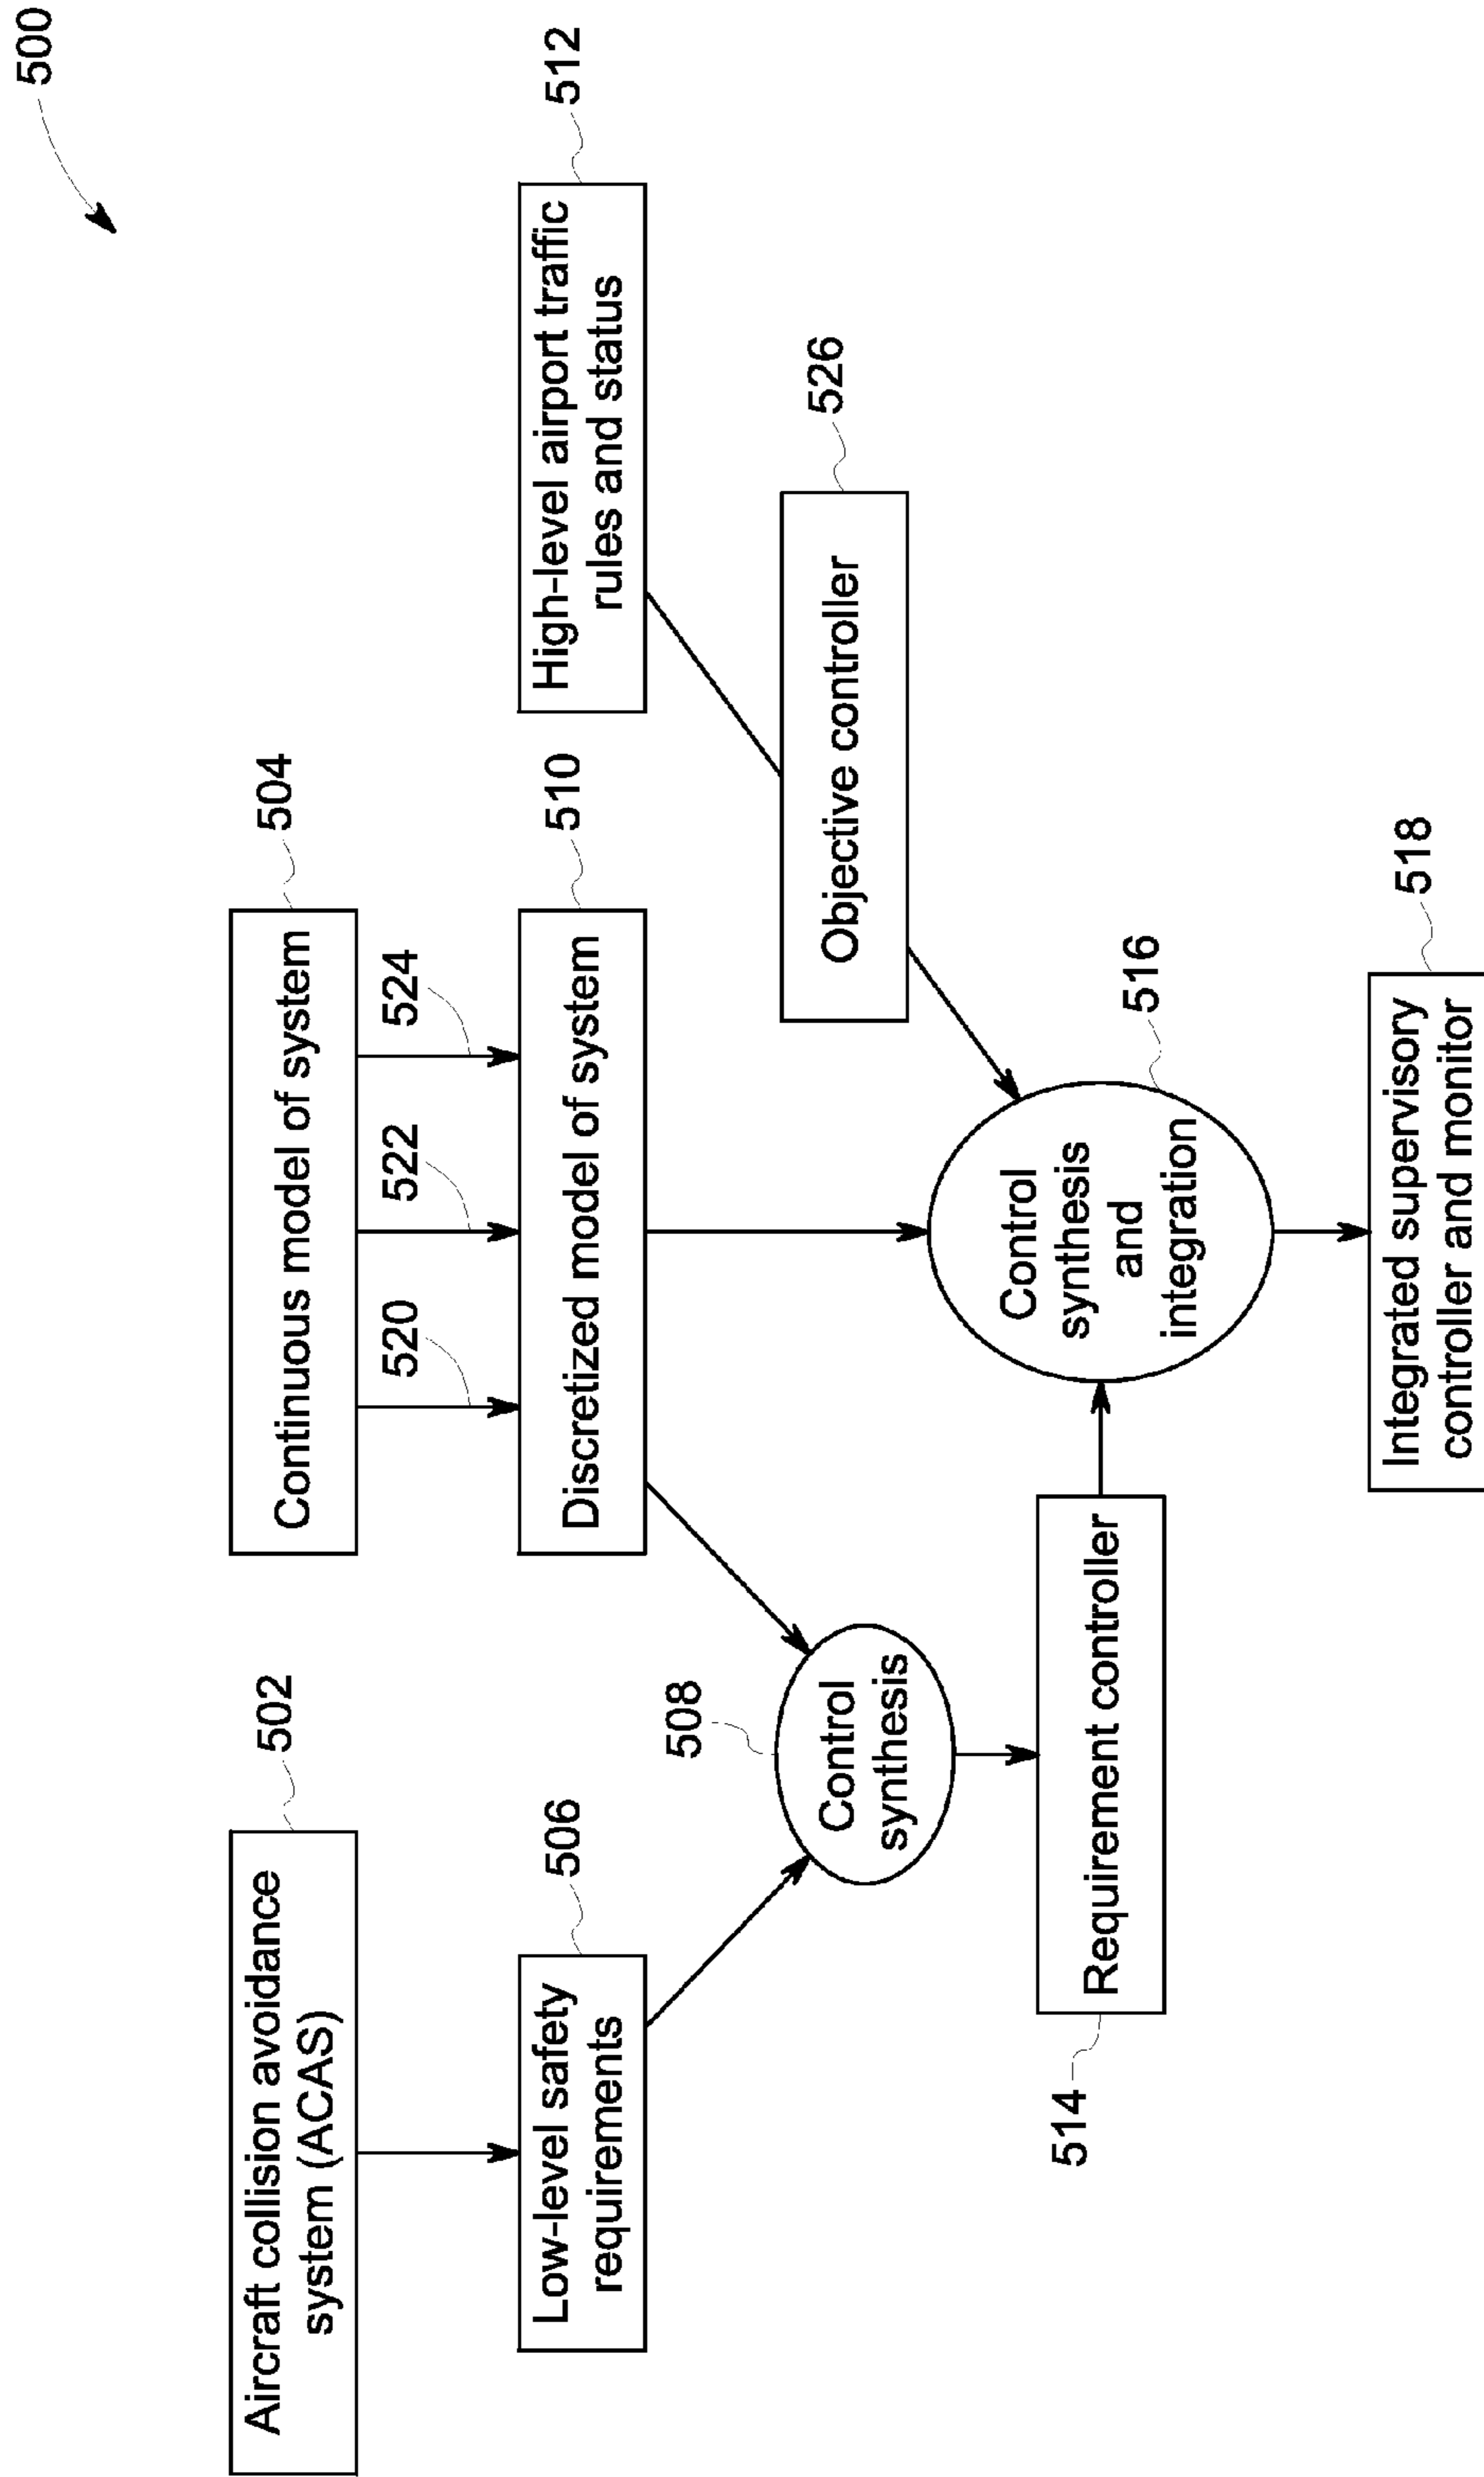 500
502
Aircraft collision avoidance
system (ACAS)
504
Continuous model of system
520
522
524
506
Low-level safety
requirements
510
Discretized model of system
512
High-level airport traffic
rules and status
508
Control
synthesis
526
Objective controller
514
Requirement controller
516
Control
synthesis
and
integration
518
Integrated supervisory
controller and monitor